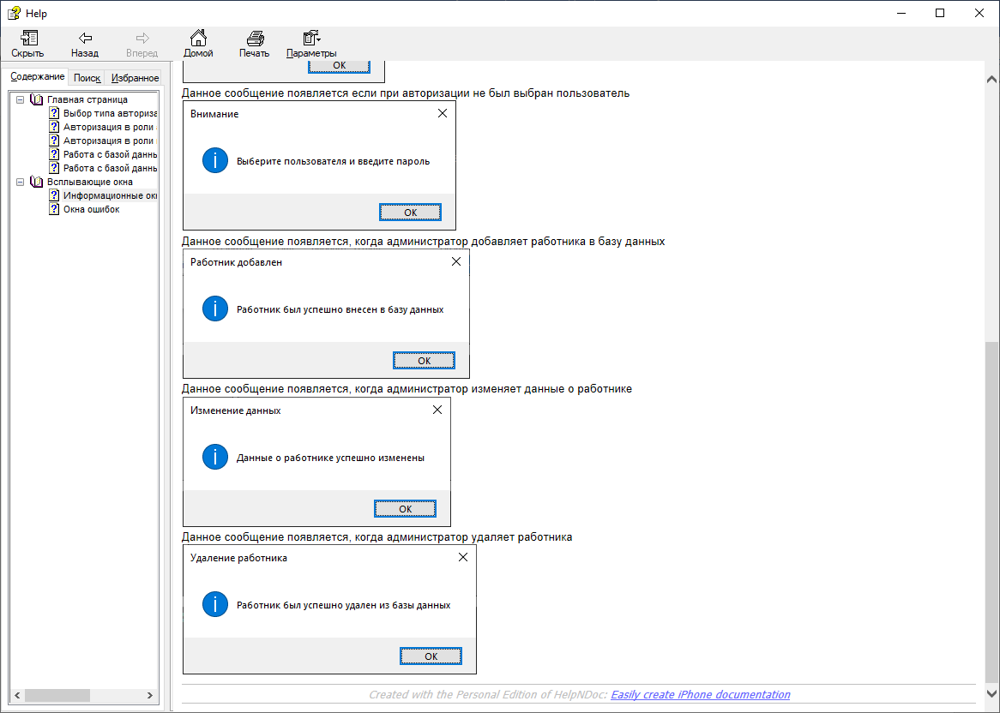 Help
Скрыть Назад Вперед Домой Печать Параметры
Содержание Поиск Избранное
Главная страница
Выбор типа авториза
Авторизация в роли
Авторизация в роли
Работа с базой данны
Работа с базой данны
Всплывающие окна
Информационные ок
Окна ошибок
OK
Данное сообщение появляется если при авторизации не был выбран пользователь
Внимание
Выберите пользователя и введите пароль
OK
Данное сообщение появляется, когда администратор добавляет работника в базу данных
Работник добавлен
Работник был успешно внесен в базу данных
OK
Данное сообщение появляется, когда администратор изменяет данные о работнике
Изменение данных
Данные о работнике успешно изменены
OK
Данное сообщение появляется, когда администратор удаляет работника
Удаление работника
Работник был успешно удален из базы данных
OK
Created with the Personal Edition of HelpNDoc: Easily create iPhone documentation